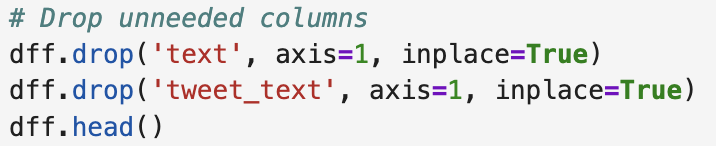 # Drop unneeded columns
dff.drop('text', axis=1, inplace=True)
dff.drop('tweet_text', axis=1, inplace=True)
dff.head()